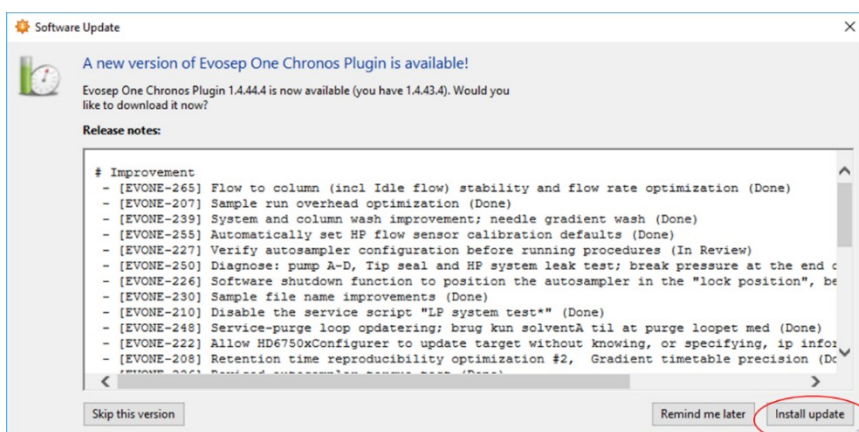 Software Update
A new version of Evosep One Chronos Plugin is available!
Evosep One Chronos Plugin 1.4.44.4 is now available (you have 1.4.43.4). Would you
like to download it now?
Release notes:
# Improvement
- [EVONE-265] Flow to column (incl Idle flow) stability and flow rate optimization (Done)
- [EVONE-207] Sample run overhead optimization (Done)
- [EVONE-239] System and column wash improvement; needle gradient wash (Done)
- [EVONE-255] Automatically set HP flow sensor calibration defaults (Done)
- [EVONE-227] Verify autosampler configuration before running procedures (In Review)
- [EVONE-250] Diagnose: pump A-D, Tip seal and HP system leak test; break pressure at the end
- [EVONE-226] Software shutdown function to position the autosampler in the "lock position",
- [EVONE-230] Sample file name improvements (Done)
- [EVONE-210] Disable the service script "LP system test*" (Done)
- [EVONE-248] Service-purge loop opdatering; brug kun solventA til at purge loopet med (Done)
- [EVONE-222] Allow HD6750xConfigurer to update target without knowing, or specifying, ip
- [EVONE-208] Retention time reproducibility optimization #2, Gradient timetable precision
Skip this version
Remind me later
Install update